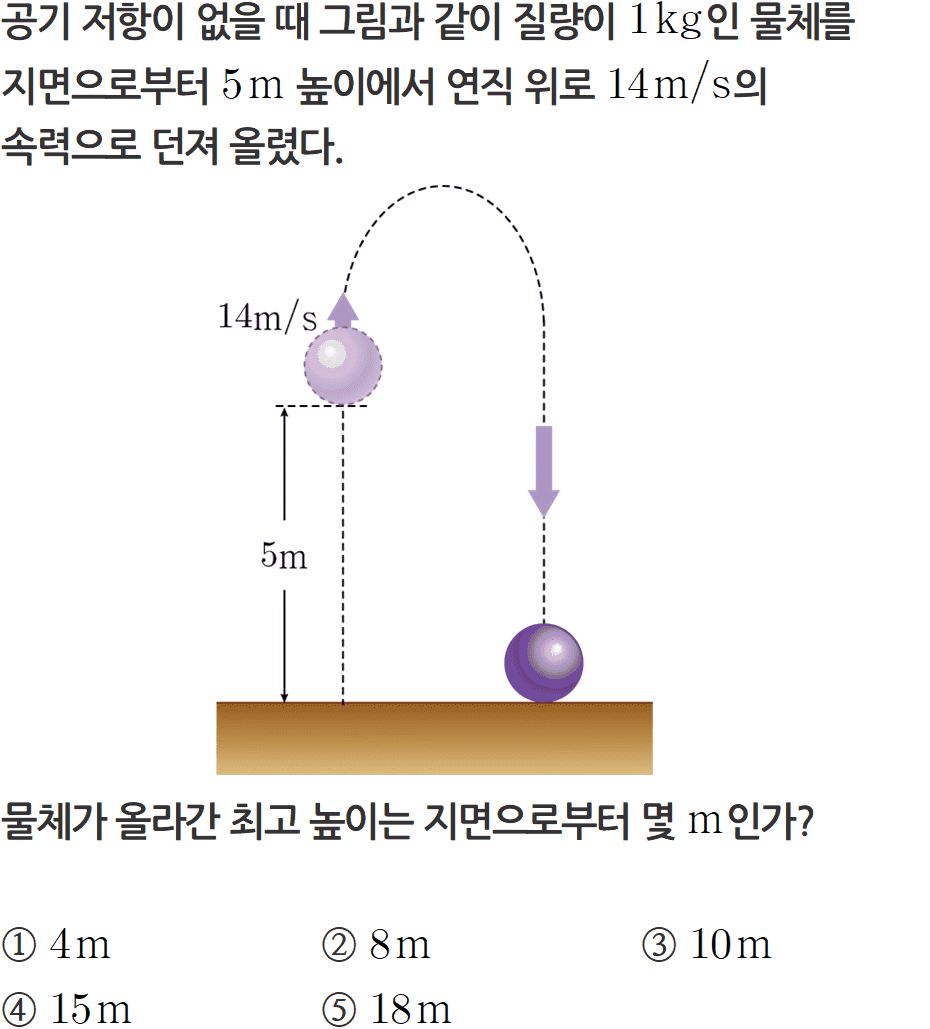 공기 저항이 없을 때 그림과 같이 질량이 1kg인 물체를
지면으로부터 5m 높이에서 연직 위로 14m/s의
속력으로 던져 올렸다.
14m/s
5m
물체가 올라간 최고 높이는 지면으로부터 몇 m인가?
① 4m ② 8m ③ 10m
④ 15m ⑤ 18m